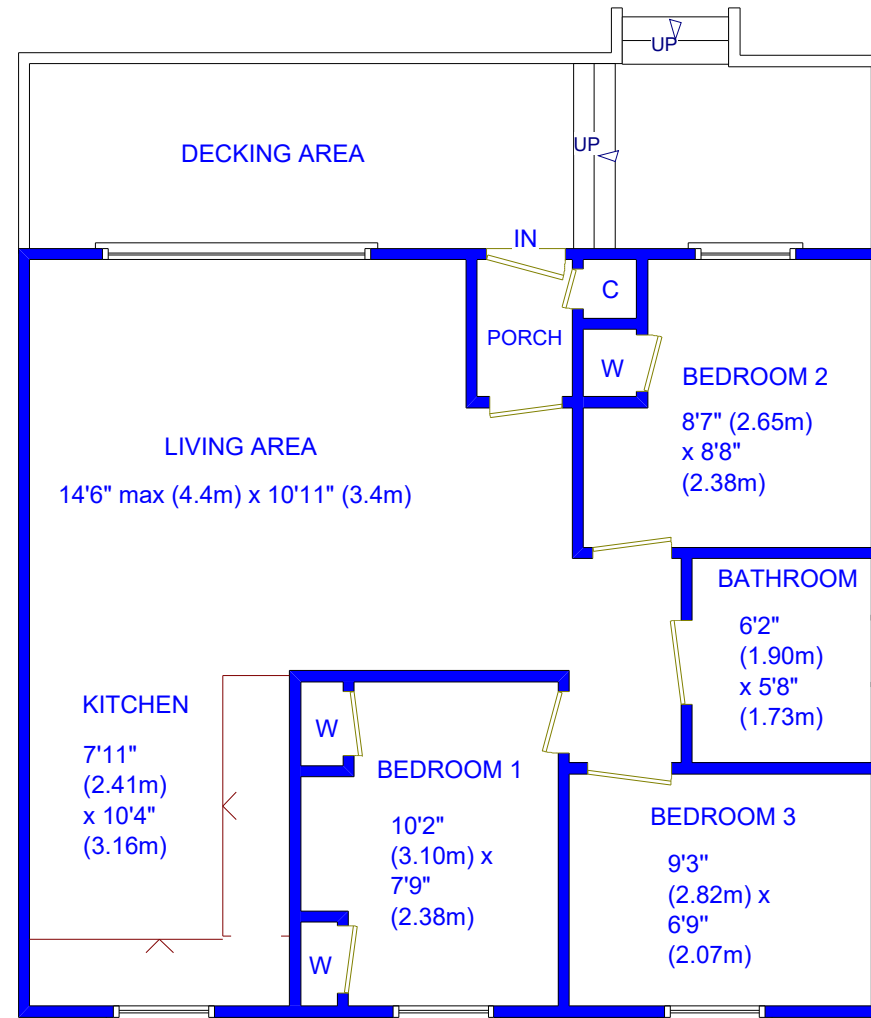 UP
UP
DECKING AREA
IN
C
PORCH
W
BEDROOM 2
8'7" (2.65m)
x 8'8"
(2.38m)
LIVING AREA
14'6" max (4.4m) x 10'11" (3.4m)
BATHROOM
6'2"
(1.90m)
x 5'8"
(1.73m)
KITCHEN
7'11"
(2.41m)
x 10'4"
(3.16m)
W
BEDROOM 1
10'2"
(3.10m) x
7'9"
(2.38m)
W
BEDROOM 3
9'3"
(2.82m) x
6'9"
(2.07m)